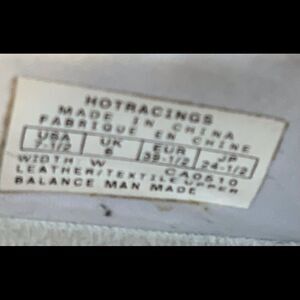 HOTRACINGS
MADE IN CHINA
FABRIQUE EN CHINE
USA UK EUR JP
7-1/2 6 39-1/2 24-1/2
WIDTH: W CA0510
LEATHER/TEXTILE UPPER
BALANCE MAN MADE